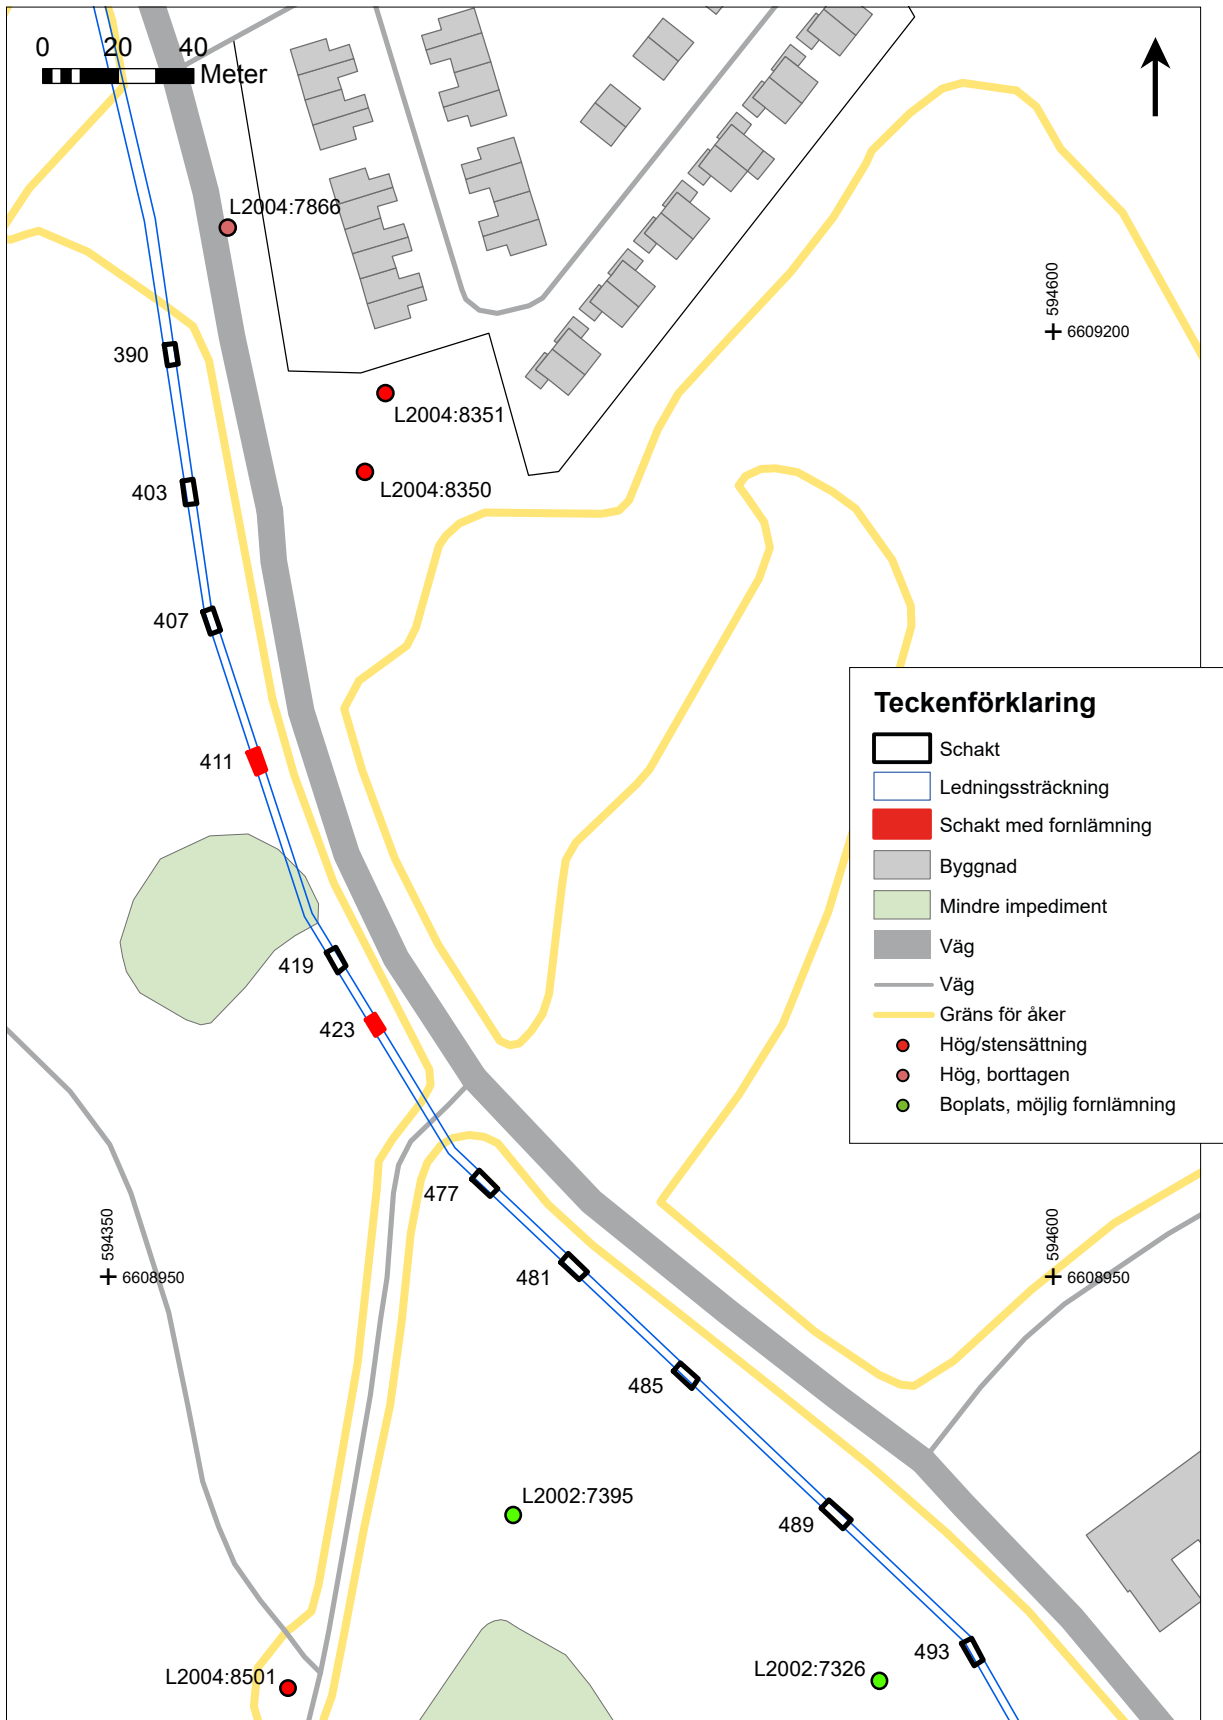 0 20 40
Meter
L2004:7866
594600
6609200
390
L2004:8351
L2004:8350
403
407
411
419
423
477
594350
6608950
481
594600
6608950
485
L2002:7395
489
493
L2004:8501
L2002:7326
Teckenförklaring
Schakt
Ledningssträckning
Schakt med fornlämning
Byggnad
Mindre impediment
Väg
Väg
Gräns för åker
Hög/stensättning
Hög, borttagen
Boplats, möjlig fornlämning